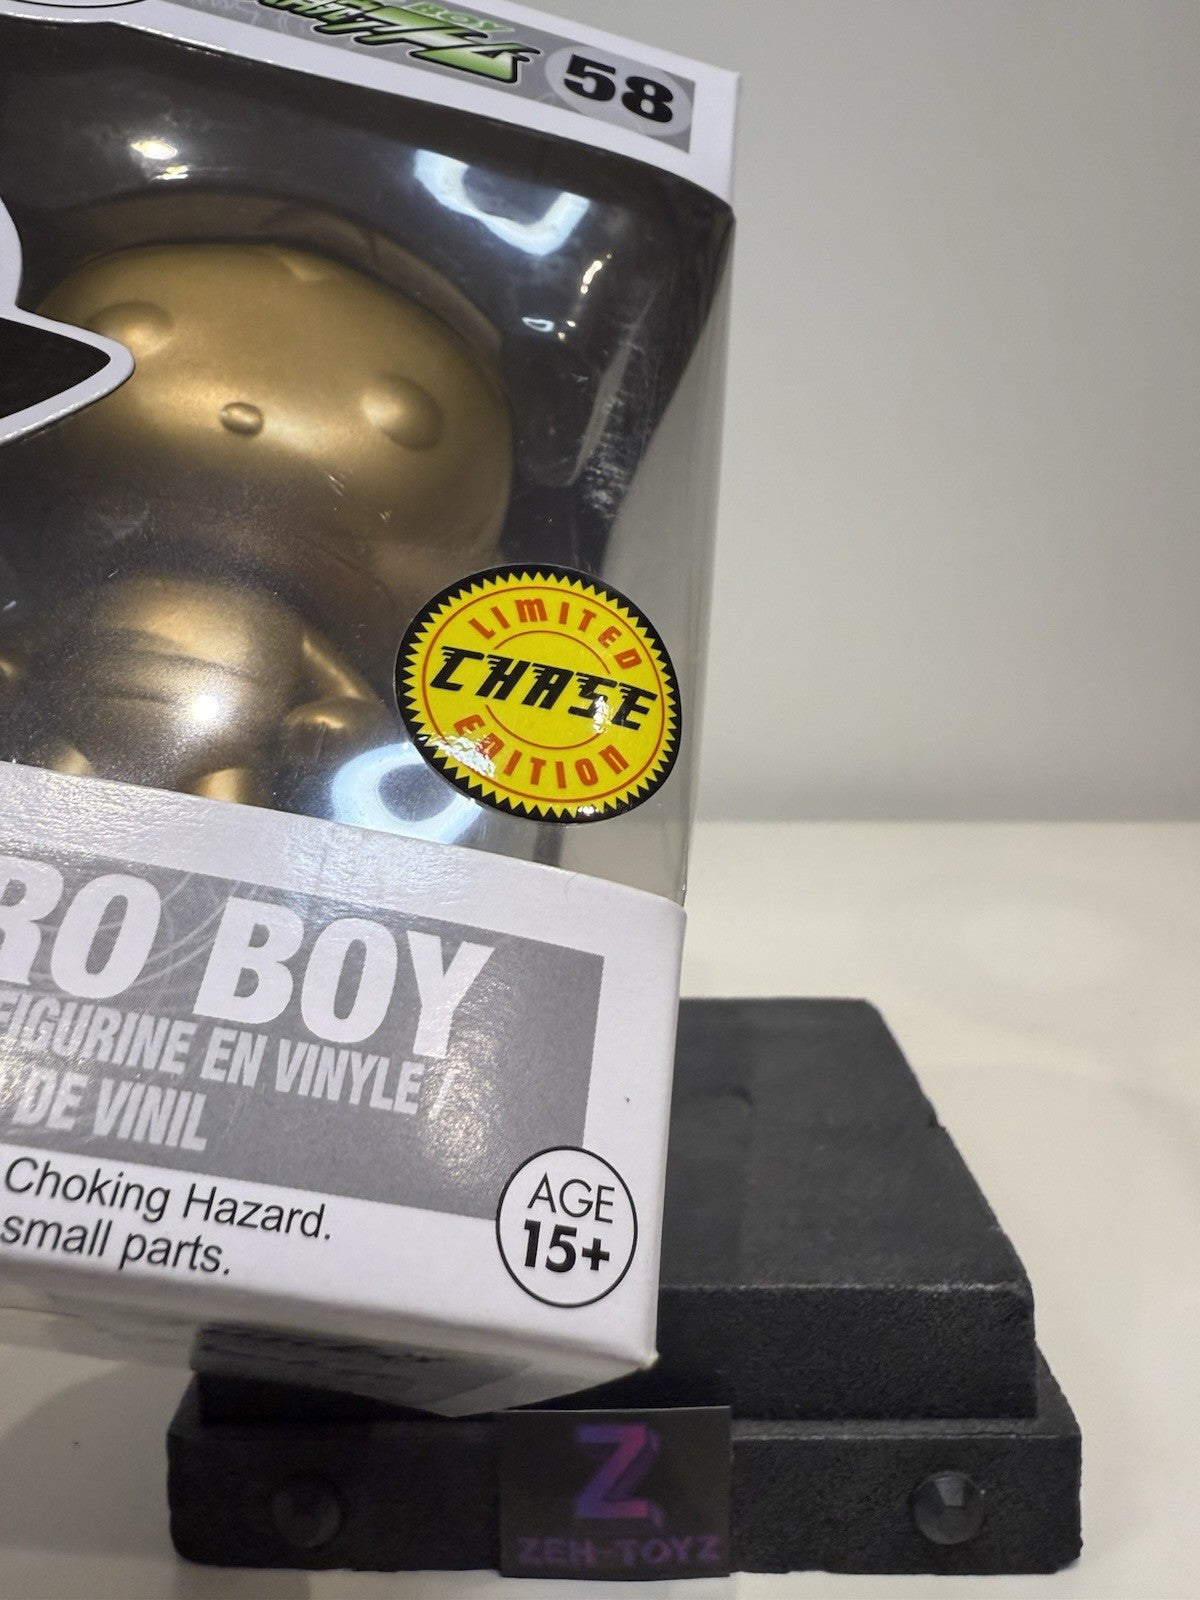 BOY
58
LIMITED
CHASE
EDITION
RO BOY
FIGURINE EN VINYLE /
DE VINIL
Choking Hazard.
small parts.
AGE
15+
Z
ZEH-TOYZ